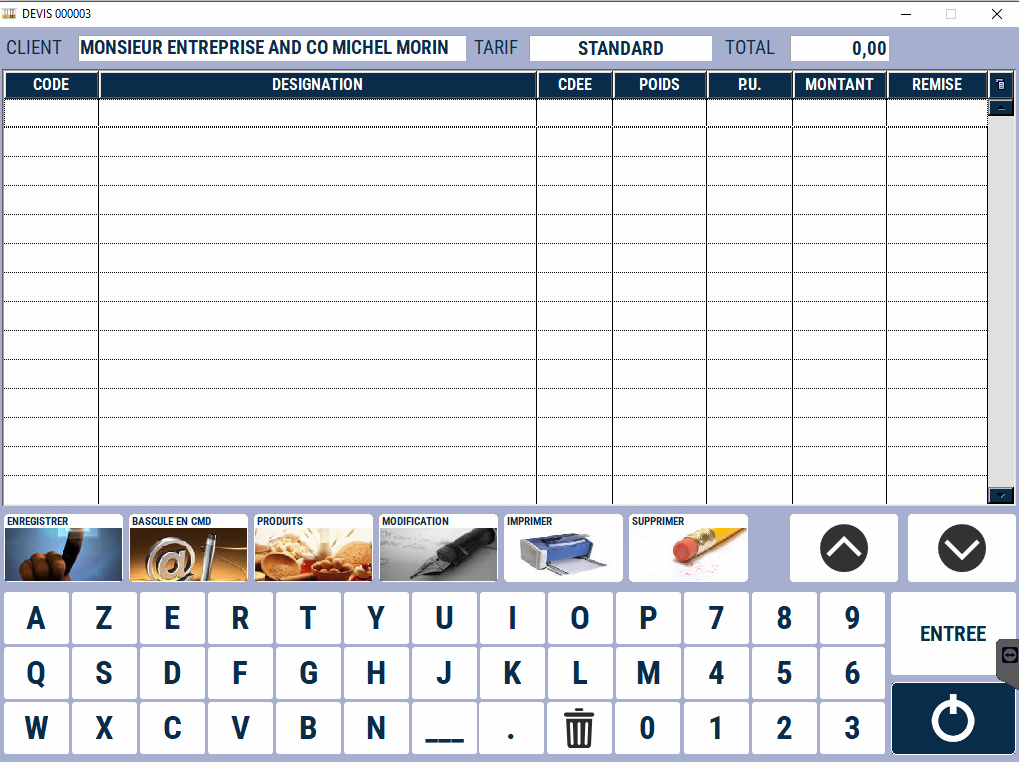 DEVIS 000003
CLIENT MONSIEUR ENTREPRISE AND CO MICHEL MORIN TARIF STANDARD TOTAL 0,00
CODE DESIGNATION CDEE POIDS P.U. MONTANT REMISE
ENREGISTRER BASCULE EN CMD PRODUITS MODIFICATION IMPRIMER SUPPRIMER
A Z E R T Y U I O P 7 8 9
ENTREE
Q S D F G H J K L M 4 5 6
W X C V B N ___ . 0 1 2 3